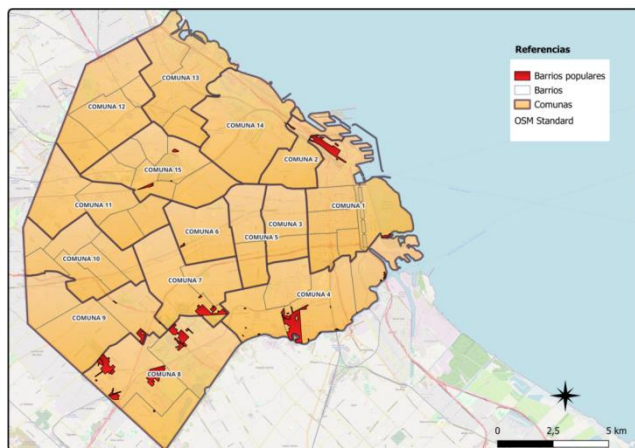 Referencias
Barrios populares
Barrios
Comunas
OSM Standard
COMUNA 13
COMUNA 12
COMUNA 14
COMUNA 2
COMUNA 15
COMUNA 11
COMUNA 1
COMUNA 3
COMUNA 6
COMUNA 5
COMUNA 10
COMUNA 7
COMUNA 4
COMUNA 9
COMUNA 8
0 2,5 5 km